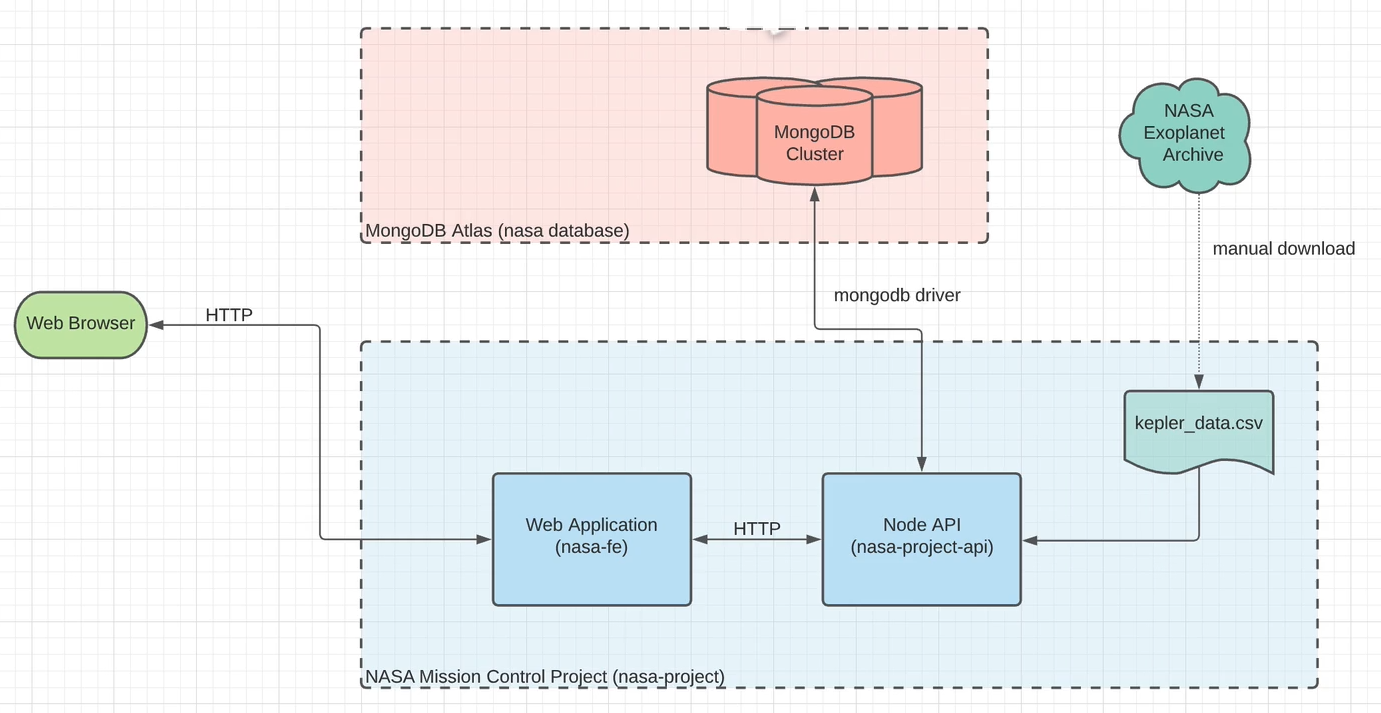 MongoDB
Cluster
NASA
Exoplanet
Archive
MongoDB Atlas (nasa database)
manual download
mongodb driver
Web Browser
HTTP
kepler_data.csv
Web Application
(nasa-fe)
HTTP
Node API
(nasa-project-api)
NASA Mission Control Project (nasa-project)